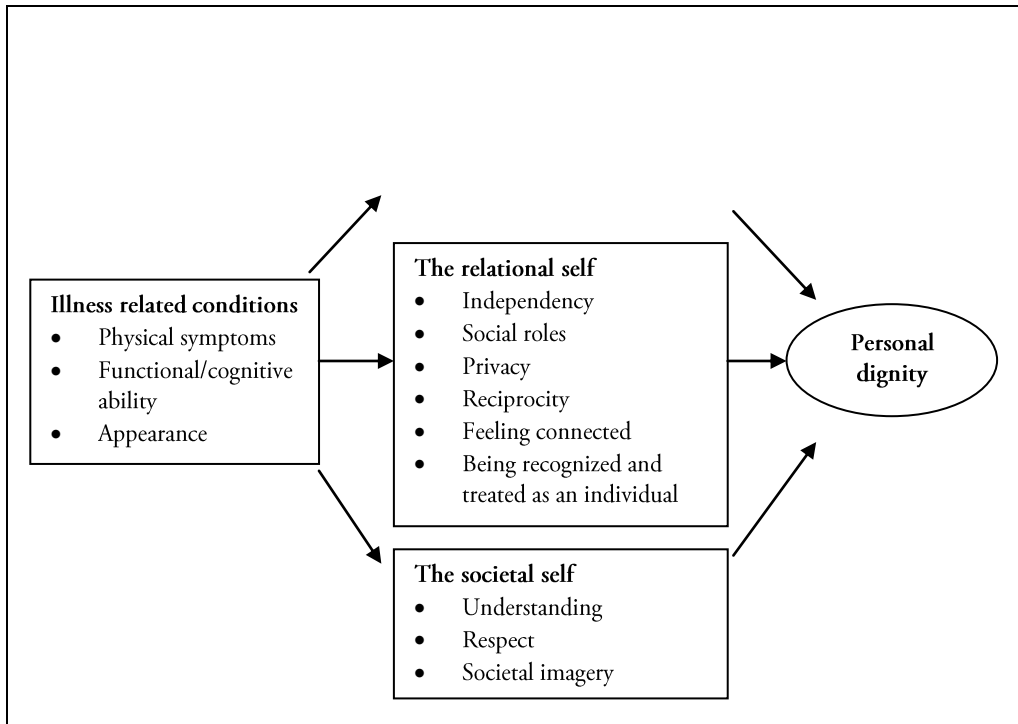 Illness related conditions
• Physical symptoms
• Functional/cognitive
ability
• Appearance
The relational self
• Independency
• Social roles
• Privacy
• Reciprocity
• Feeling connected
• Being recognized and
treated as an individual
The societal self
• Understanding
• Respect
• Societal imagery
Personal
dignity